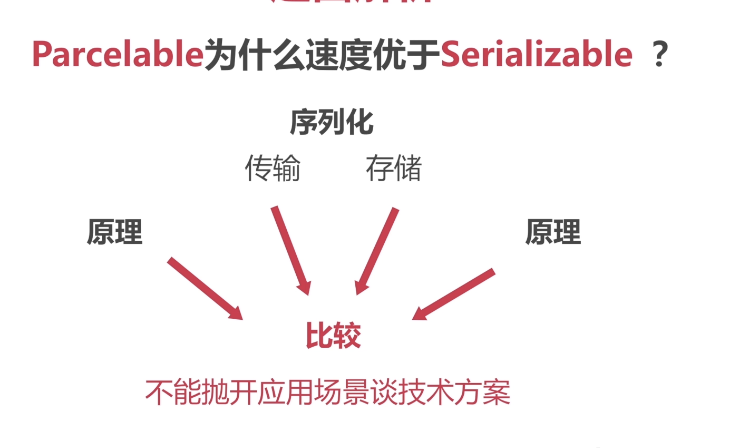 Parcelable为什么速度优于Serializable ？
序列化
传输 存储
原理 原理
比较
不能抛开应用场景谈技术方案